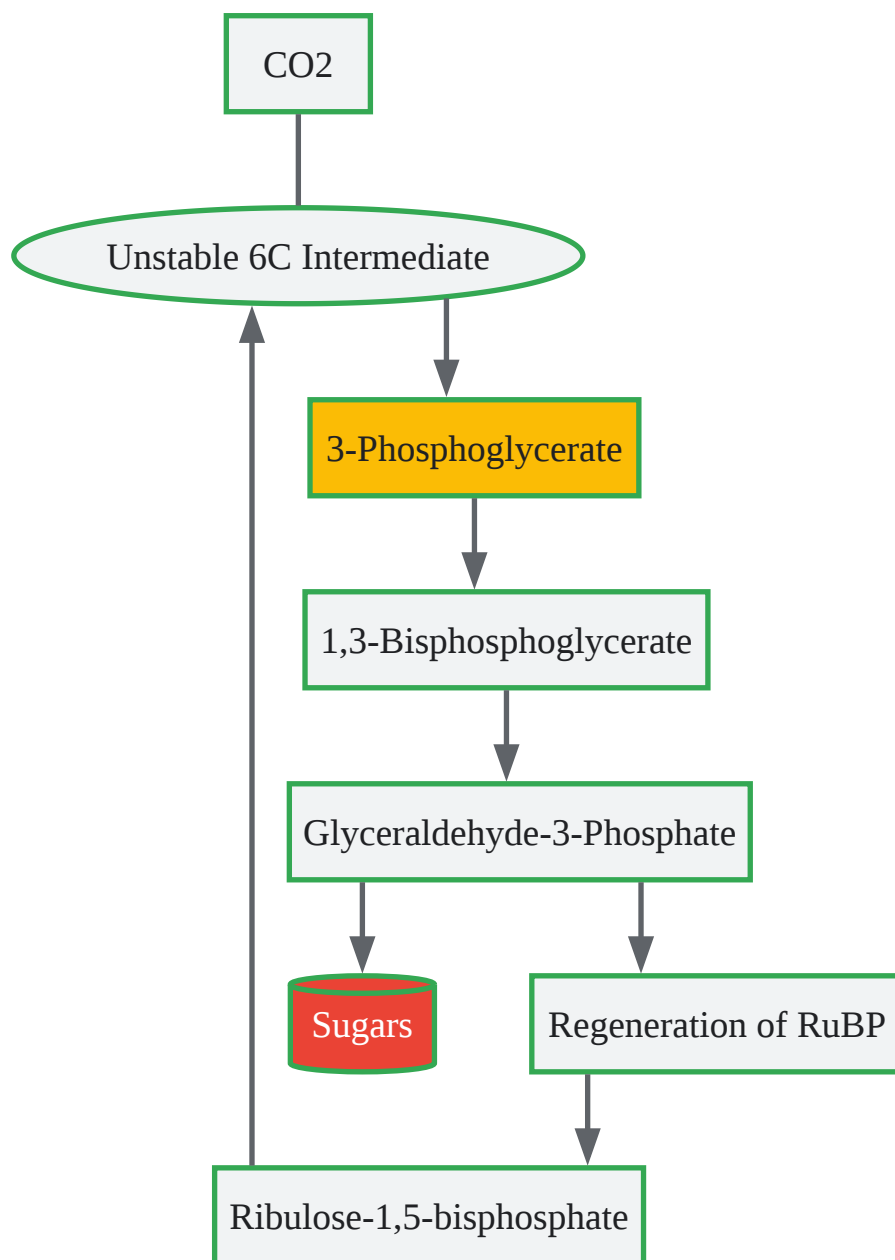 CO2
Unstable 6C Intermediate
3-Phosphoglycerate
1,3-Bisphosphoglycerate
Glyceraldehyde-3-Phosphate
Sugars
Regeneration of RuBP
Ribulose-1,5-bisphosphate